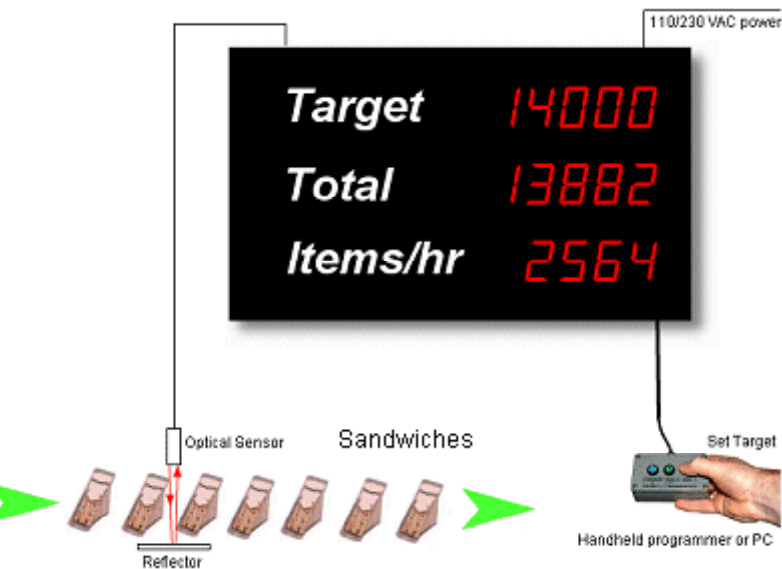 110/230 VAC power
Target 14000
Total 13882
Items/hr 2564
Optical Sensor
Sandwiches
Set Target
Handheld programmer or PC
Reflector